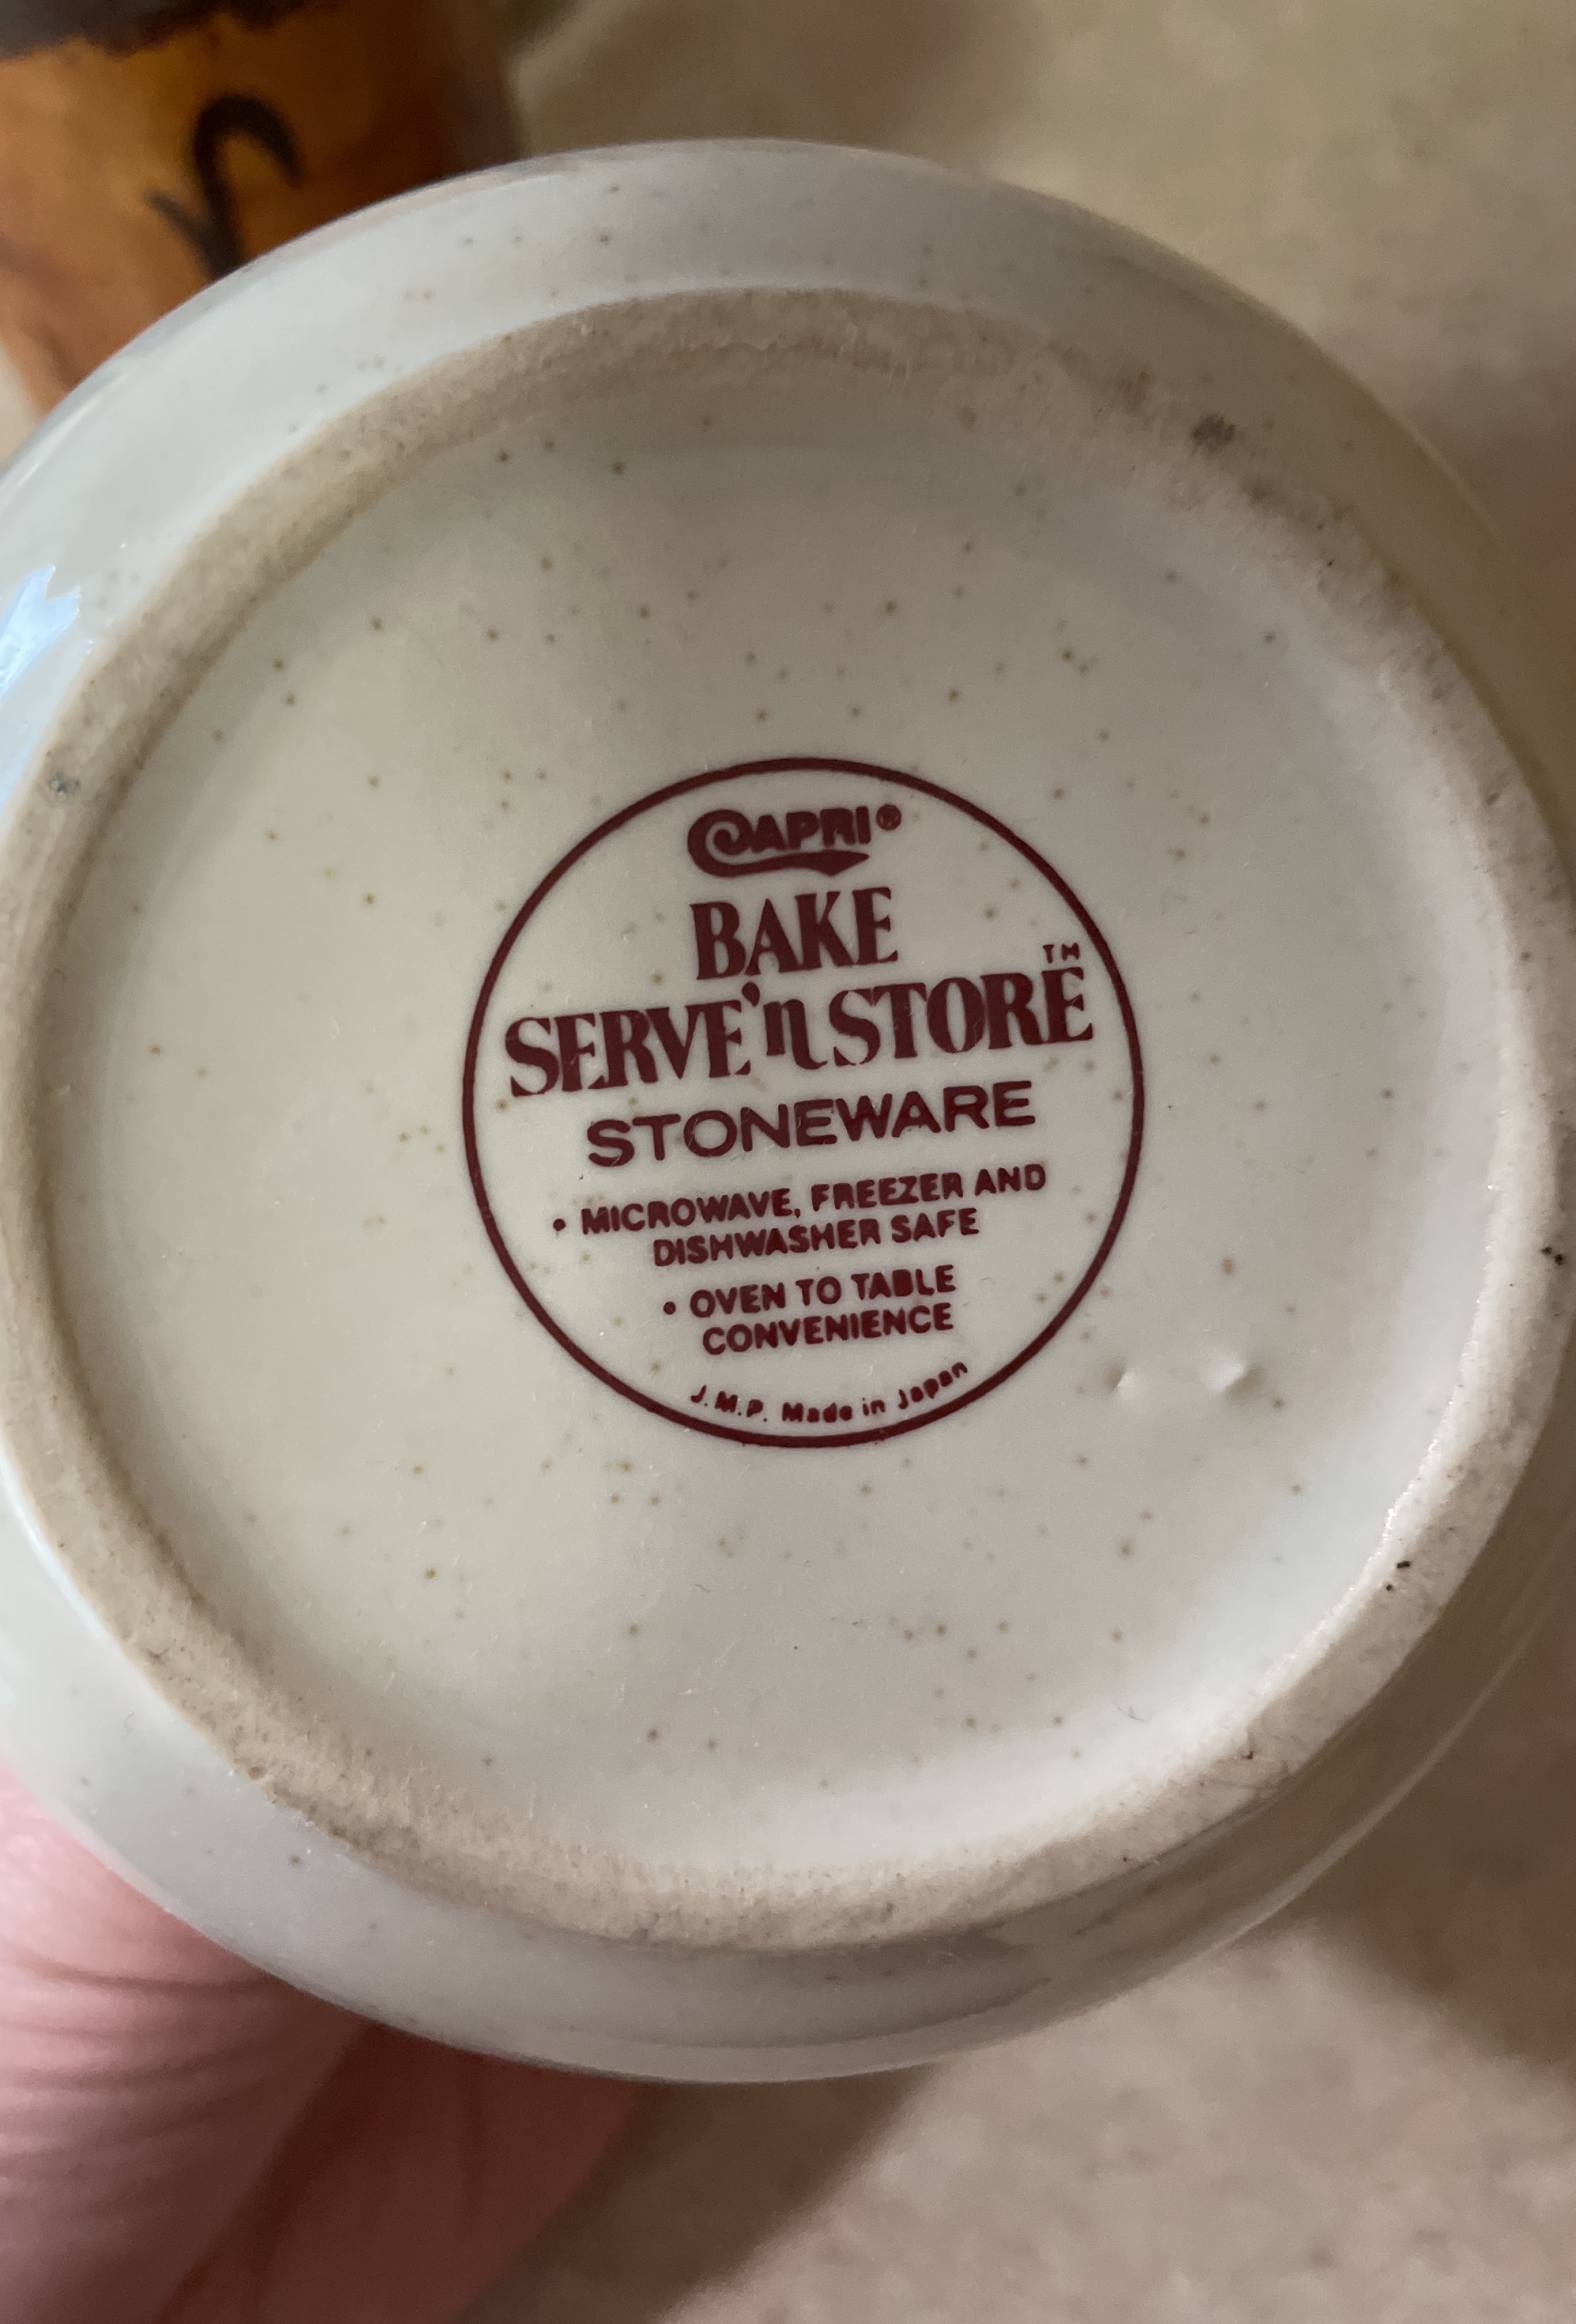 CAPRI®
BAKE
SERVE'n STORE™
STONEWARE
• MICROWAVE, FREEZER AND
DISHWASHER SAFE
• OVEN TO TABLE
CONVENIENCE
J.M.P. Made in Japan